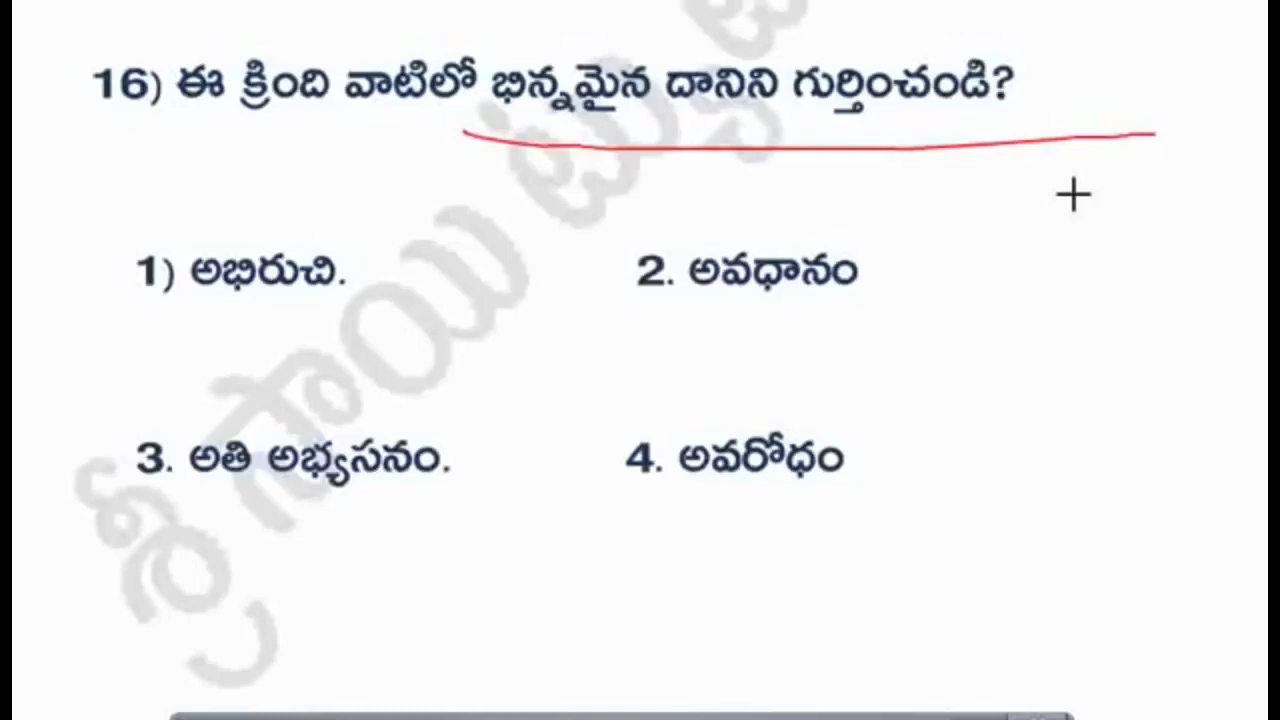 16) ఈ క్రింది వాటిలో భిన్నమైన దానిని గుర్తించండి?
1) అభిరుచి. 2. అవధానం
3. అతి అభ్యసనం. 4. అవరోధం
శ్రీ సాయి